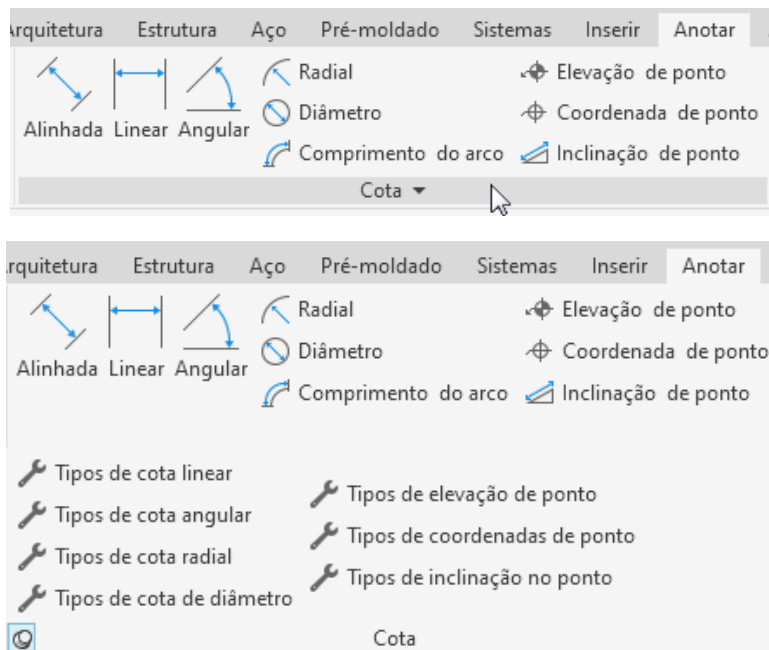 Arquitetura Estrutura Aço Pré-moldado Sistemas Inserir Anotar
Alinhada Linear Angular
Radial
Diâmetro
Comprimento do arco
Elevação de ponto
Coordenada de ponto
Inclinação de ponto
Cota
rquitetura Estrutura Aço Pré-moldado Sistemas Inserir Anotar
Alinhada Linear Angular
Radial
Diâmetro
Comprimento do arco
Elevação de ponto
Coordenada de ponto
Inclinação de ponto
Tipos de cota linear
Tipos de cota angular
Tipos de cota radial
Tipos de cota de diâmetro
Tipos de elevação de ponto
Tipos de coordenadas de ponto
Tipos de inclinação no ponto
Cota